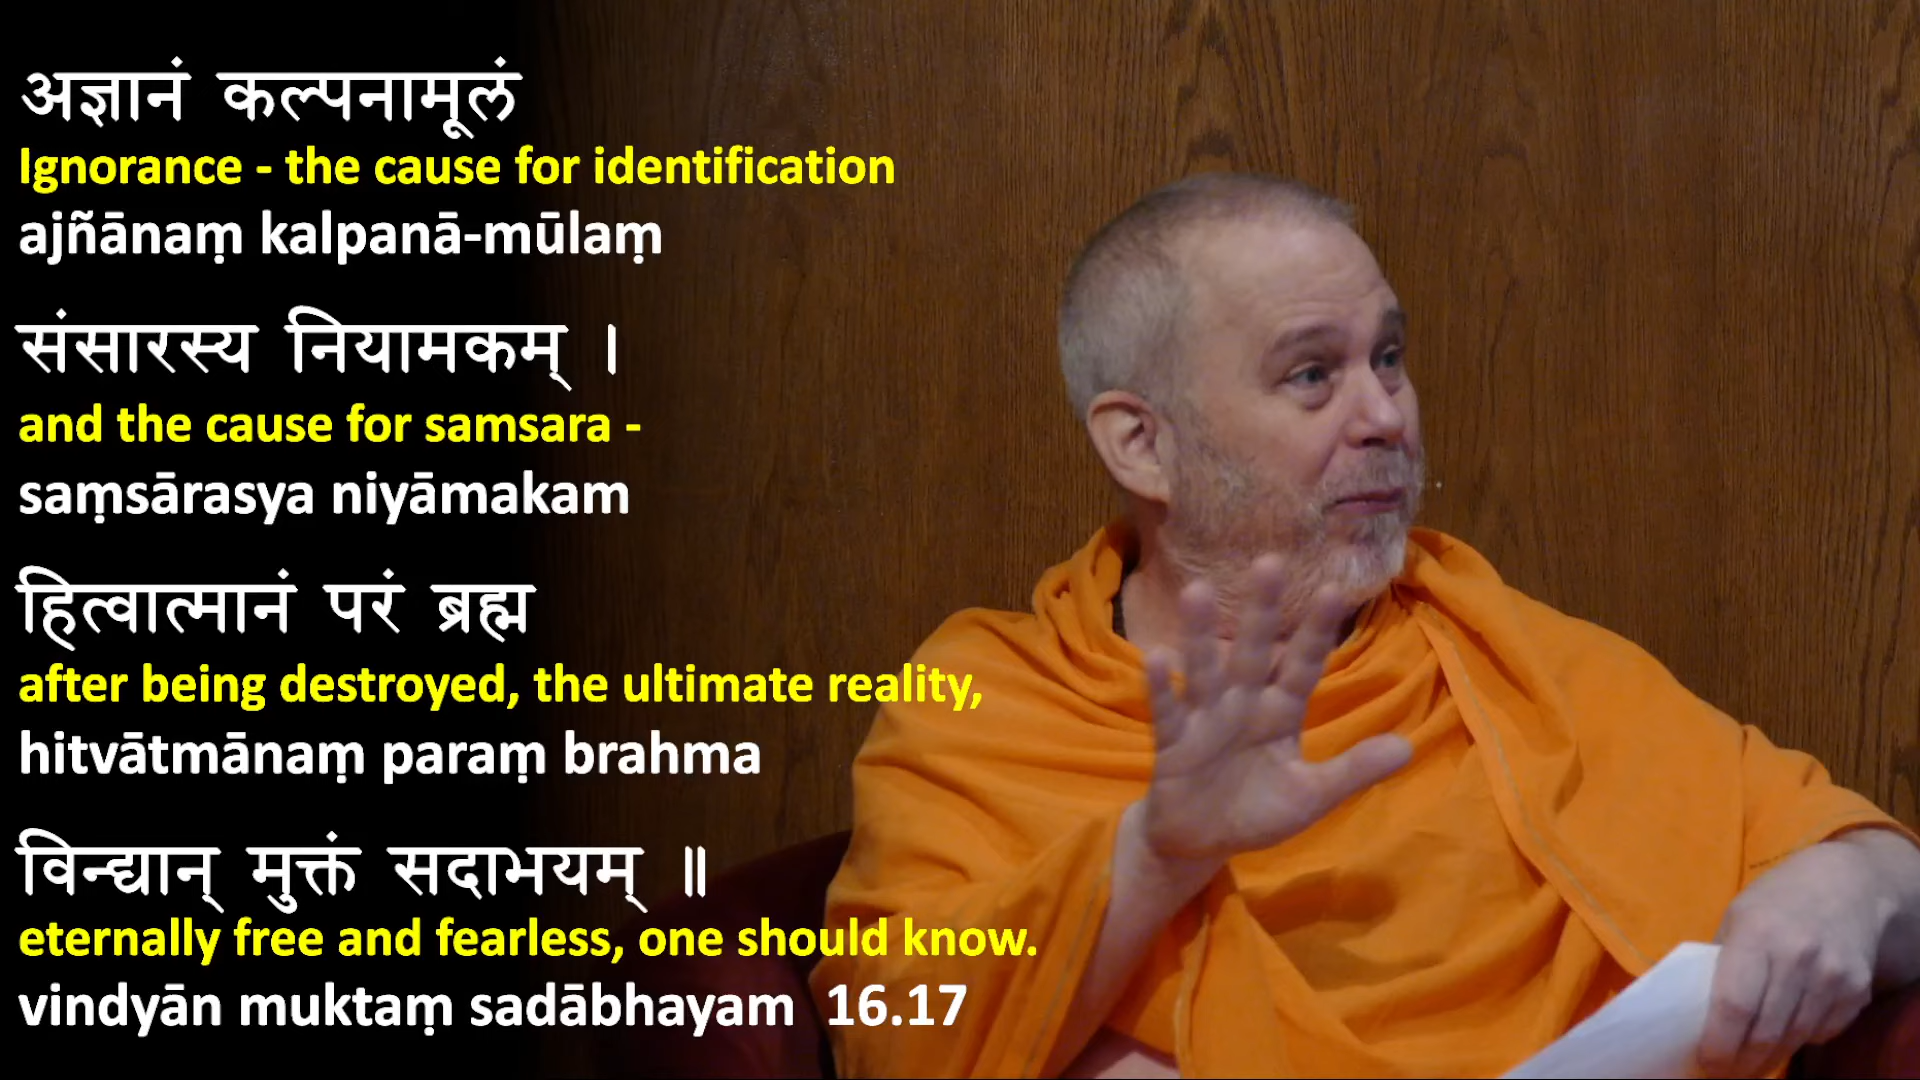 अज्ञानं कल्पनामूलं
Ignorance - the cause for identification
ajñānaṃ kalpanā-mūlaṃ
संसारस्य नियामकम् ।
and the cause for samsara -
saṃsārasya niyāmakam
हित्वात्मानं परं ब्रह्म
after being destroyed, the ultimate reality,
hitvātmānaṃ paraṃ brahma
विन्द्यान् मुक्तं सदाभयम् ॥
eternally free and fearless, one should know.
vindyān muktaṃ sadābhayam 16.17